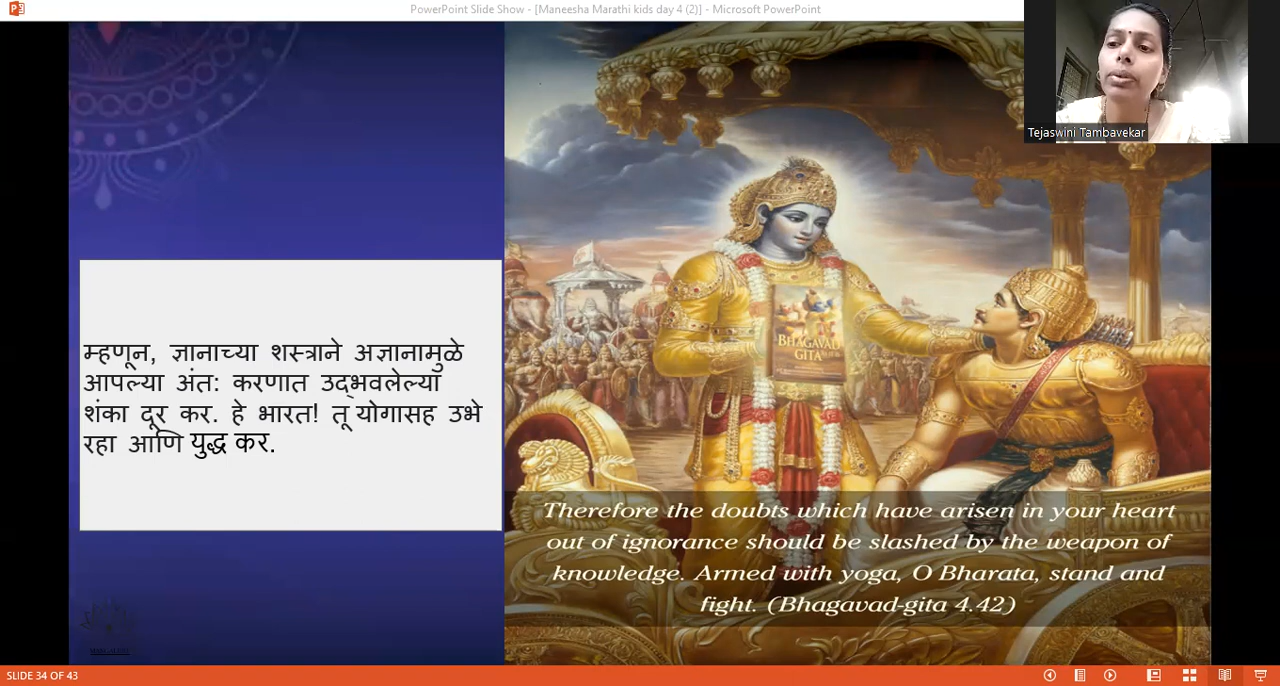 PowerPoint Slide Show - [Maneesha Marathi kids day 4 (2)] - Microsoft PowerPoint
Tejaswini Tambavekar
म्हणून, ज्ञानाच्या शस्त्राने अज्ञानामुळे
आपल्या अंत: करणात उद्भवलेल्या
शंका दूर कर. हे भारत! तू योगासह उभे
रहा आणि युद्ध कर.
BHAGAVAD
GITA
Therefore the doubts which have arisen in your heart
out of ignorance should be slashed by the weapon of
knowledge. Armed with yoga, O Bharata, stand and
fight. (Bhagavad-gita 4.42)
SLIDE 34 OF 43